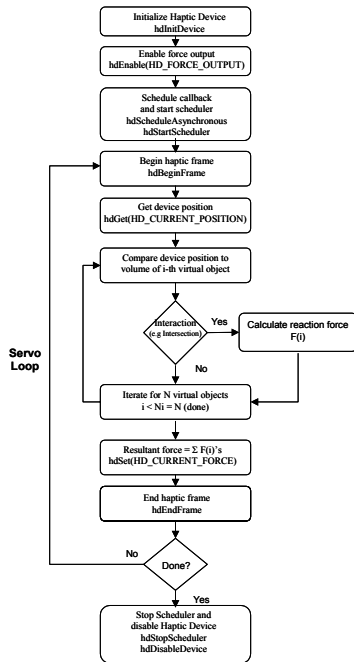 Initialize Haptic Device
hdInitDevice
Enable force output
hdEnable(HD_FORCE_OUTPUT)
Schedule callback
and start scheduler
hdScheduleAsynchronous
hdStartScheduler
Begin haptic frame
hdBeginFrame
Get device position
hdGet(HD_CURRENT_POSITION)
Compare device position to
volume of i-th virtual object
Interaction
(e.g Intersection)
Yes
Calculate reaction force
F(i)
No
Servo
Loop
Iterate for N virtual objects
i < Ni = N (done)
Resultant force = Σ F(i)'s
hdSet(HD_CURRENT_FORCE)
End haptic frame
hdEndFrame
No
Done?
Yes
Stop Scheduler and
disable Haptic Device
hdStopScheduler
hdDisableDevice